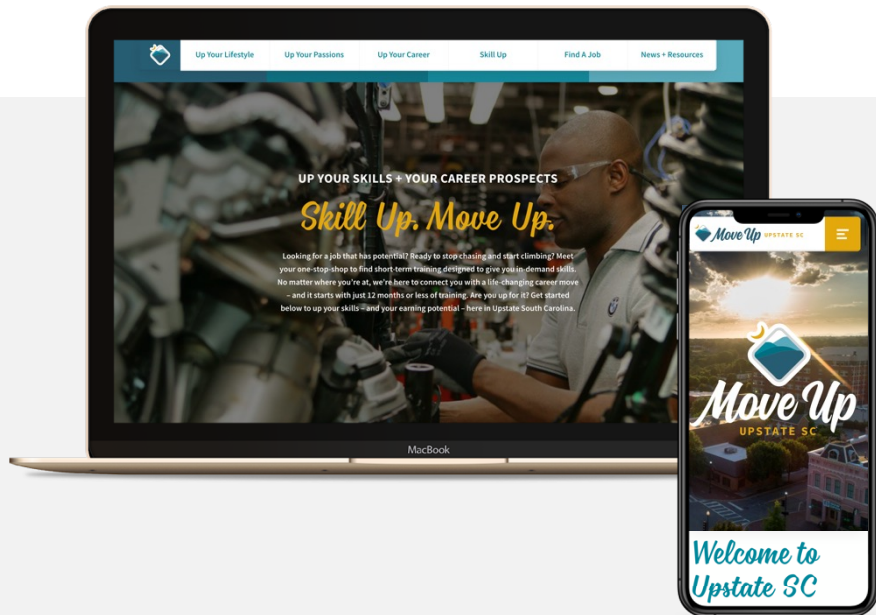 Up Your Lifestyle
Up Your Passions
Up Your Career
Skill Up
Find A Job
News + Resources
UP YOUR SKILLS + YOUR CAREER PROSPECTS
Skill Up. Move Up.
Looking for a job that has potential? Ready to stop chasing and start climbing? Meet
your one-stop-shop to find short-term training designed to give you in-demand skills.
No matter where you're at, we're here to connect you with a life-changing career move
– and it starts with just 12 months or less of training. Are you up for it? Get started
below to up your skills – and your earning potential – here in Upstate South Carolina.
MacBook
Move Up UPSTATE SC
Move Up
UPSTATE SC
Welcome to
Upstate SC